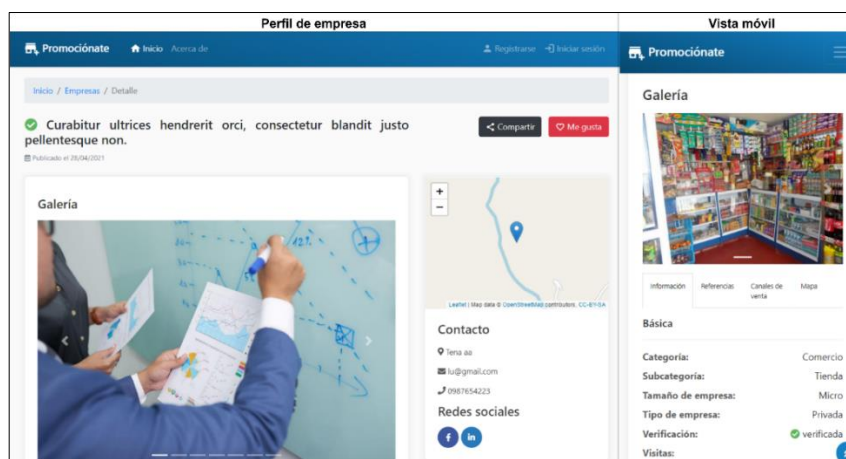 Perfil de empresa
Vista móvil
Promociónate
Inicio
Acerca de
Registrarse
Iniciar sesión
Inicio / Empresas / Detalle
Curabitur ultrices hendrerit orci, consectetur blandit justo
pellentesque non.
Publicado el 26/04/2021
Compartir
Me gusta
Galería
+
−
Leaflet | Map data © OpenStreetMap contributors, CC-BY-SA
Contacto
Tena aa
lu@gmail.com
0987654223
Redes sociales
f
in
Promociónate
Galería
Información
Referencias
Canales de
venta
Mapa
Básica
Categoría: Comercio
Subcategoría: Tienda
Tamaño de empresa: Micro
Tipo de empresa: Privada
Verificación: verificada
Visitas: